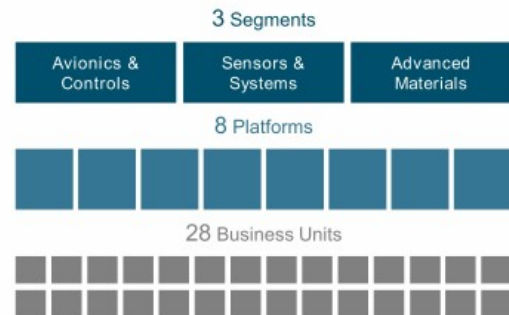 3 Segments
Avionics &
Controls
Sensors &
Systems
Advanced
Materials
8 Platforms
28 Business Units